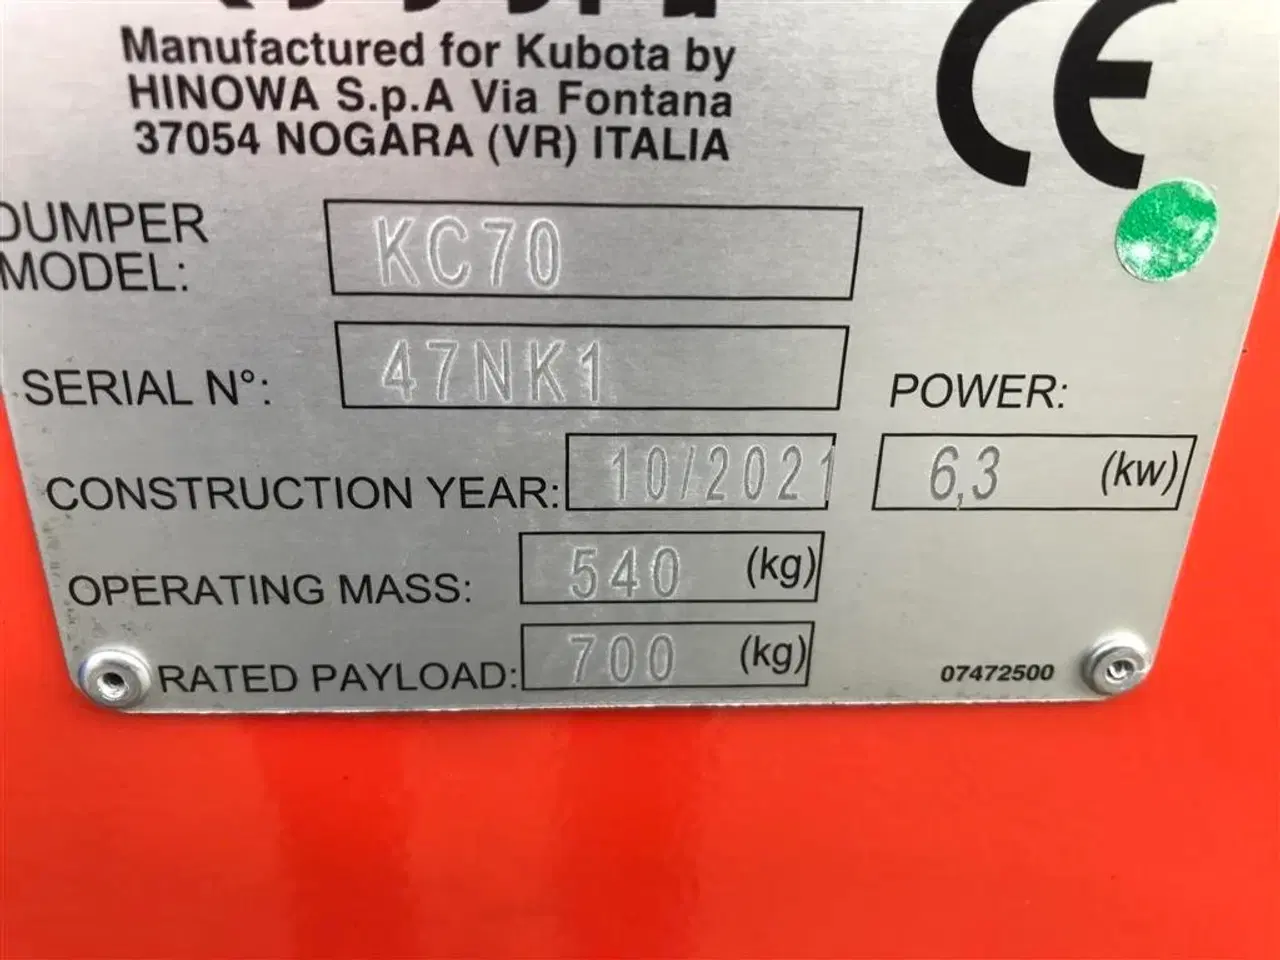 Manufactured for Kubota by
HINOWA S.p.A Via Fontana
37054 NOGARA (VR) ITALIA
CE
DUMPER
MODEL:
KC70
SERIAL N°:
47NK1
POWER:
CONSTRUCTION YEAR:
10/2021
6,3 (kw)
OPERATING MASS:
540 (kg)
RATED PAYLOAD:
700 (kg)
07472500